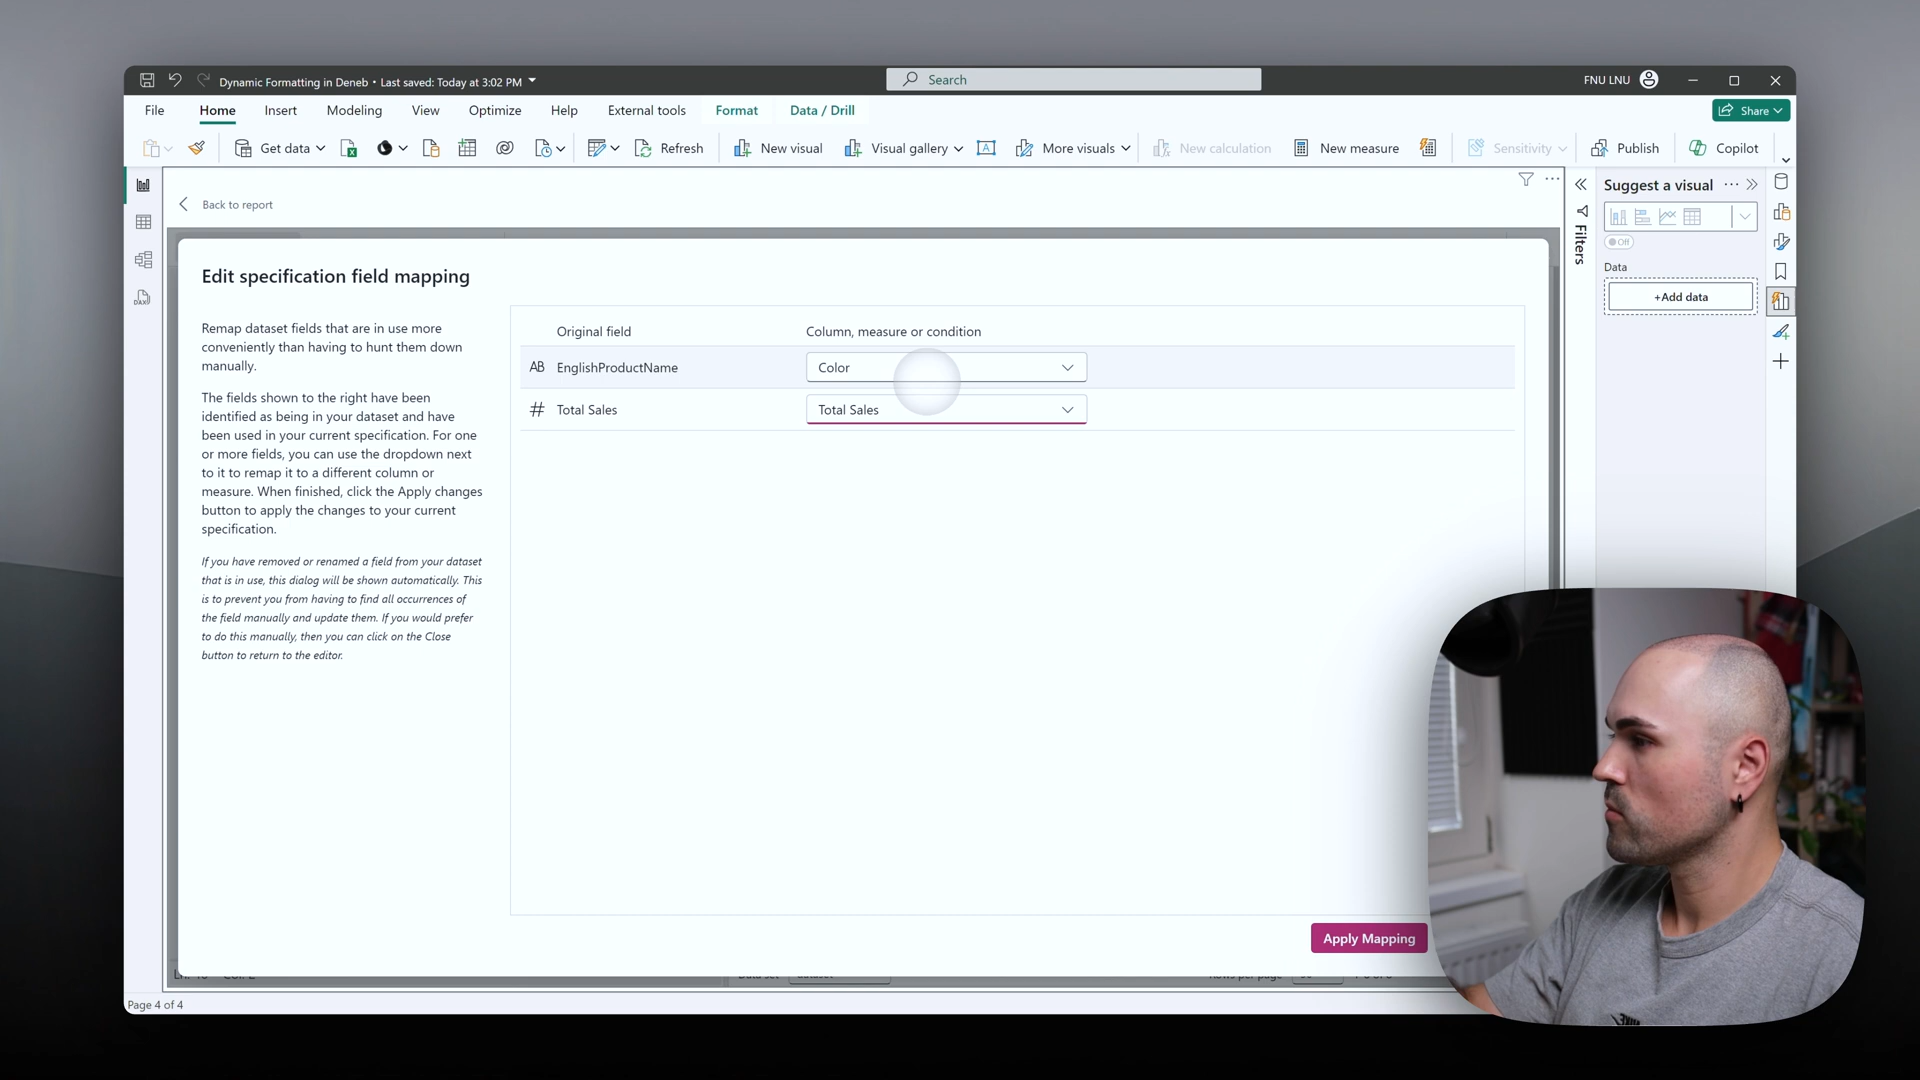 Dynamic Formatting in Deneb • Last saved: Today at 3:02 PM
Search
FNU LNU
File Home Insert Modeling View Optimize Help External tools Format Data / Drill
Share
Get data
Refresh
New visual
Visual gallery
A
More visuals
New calculation
New measure
Sensitivity
Publish
Copilot
Back to report
Suggest a visual
Off
Data
+Add data
Filters
DAX
Edit specification field mapping
Remap dataset fields that are in use more
conveniently than having to hunt them down
manually.
The fields shown to the right have been
identified as being in your dataset and have
been used in your current specification. For one
or more fields, you can use the dropdown next
to it to remap it to a different column or
measure. When finished, click the Apply changes
button to apply the changes to your current
specification.
If you have removed or renamed a field from your dataset
that is in use, this dialog will be shown automatically. This
is to prevent you from having to find all occurrences of
the field manually and update them. If you would prefer
to do this manually, then you can click on the Close
button to return to the editor.
Original field Column, measure or condition
AB EnglishProductName Color
# Total Sales Total Sales
Apply Mapping
Page 4 of 4